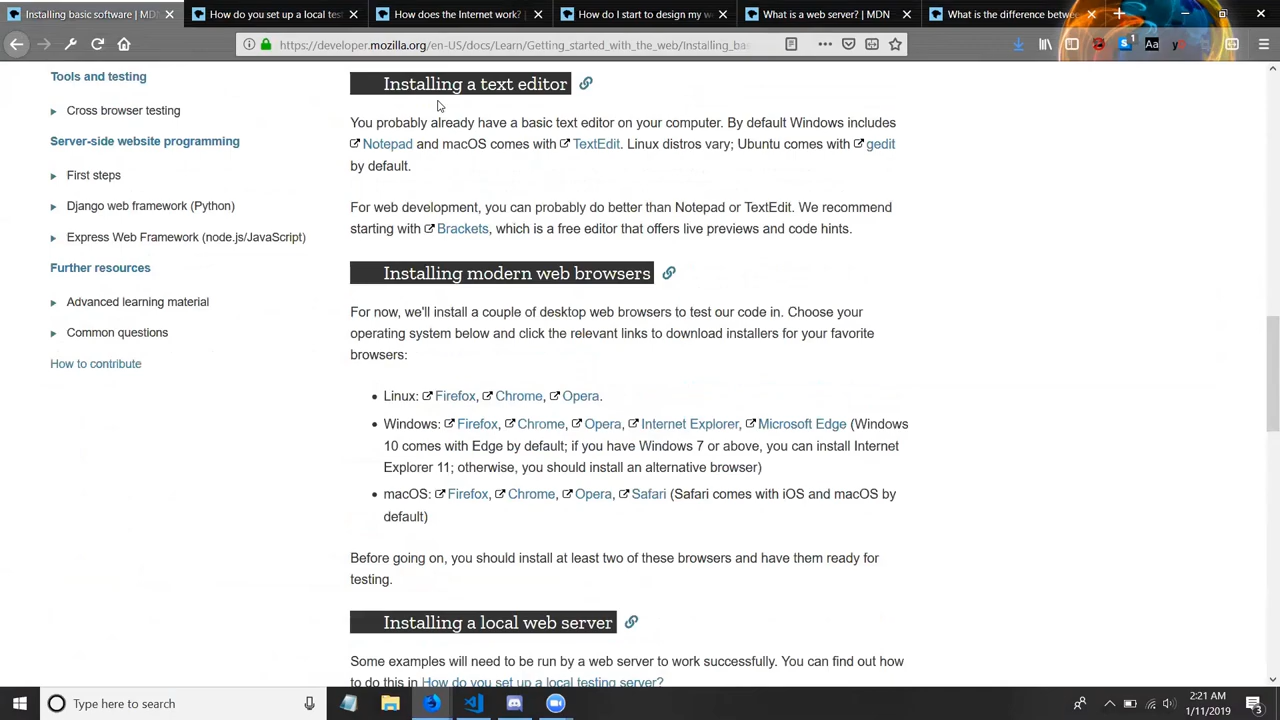 Installing basic software | MDN
How do you set up a local test
How does the Internet work? |
How do I start to design my w
What is a web server? | MDN
What is the difference betwee
https://developer.mozilla.org/en-US/docs/Learn/Getting_started_with_the_web/Installing_bas
1
Aa
Tools and testing
Cross browser testing
Server-side website programming
First steps
Django web framework (Python)
Express Web Framework (node.js/JavaScript)
Further resources
Advanced learning material
Common questions
How to contribute
Installing a text editor
You probably already have a basic text editor on your computer. By default Windows includes
Notepad and macOS comes with TextEdit. Linux distros vary; Ubuntu comes with gedit
by default.
For web development, you can probably do better than Notepad or TextEdit. We recommend
starting with Brackets, which is a free editor that offers live previews and code hints.
Installing modern web browsers
For now, we'll install a couple of desktop web browsers to test our code in. Choose your
operating system below and click the relevant links to download installers for your favorite
browsers:
• Linux: Firefox, Chrome, Opera.
• Windows: Firefox, Chrome, Opera, Internet Explorer, Microsoft Edge (Windows
10 comes with Edge by default; if you have Windows 7 or above, you can install Internet
Explorer 11; otherwise, you should install an alternative browser)
• macOS: Firefox, Chrome, Opera, Safari (Safari comes with iOS and macOS by
default)
Before going on, you should install at least two of these browsers and have them ready for
testing.
Installing a local web server
Some examples will need to be run by a web server to work successfully. You can find out how
to do this in How do you set up a local testing server?
Type here to search
2:21 AM
1/11/2019
3